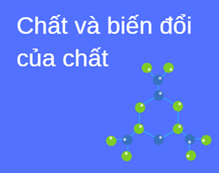 Chất và biến đổi
của chất